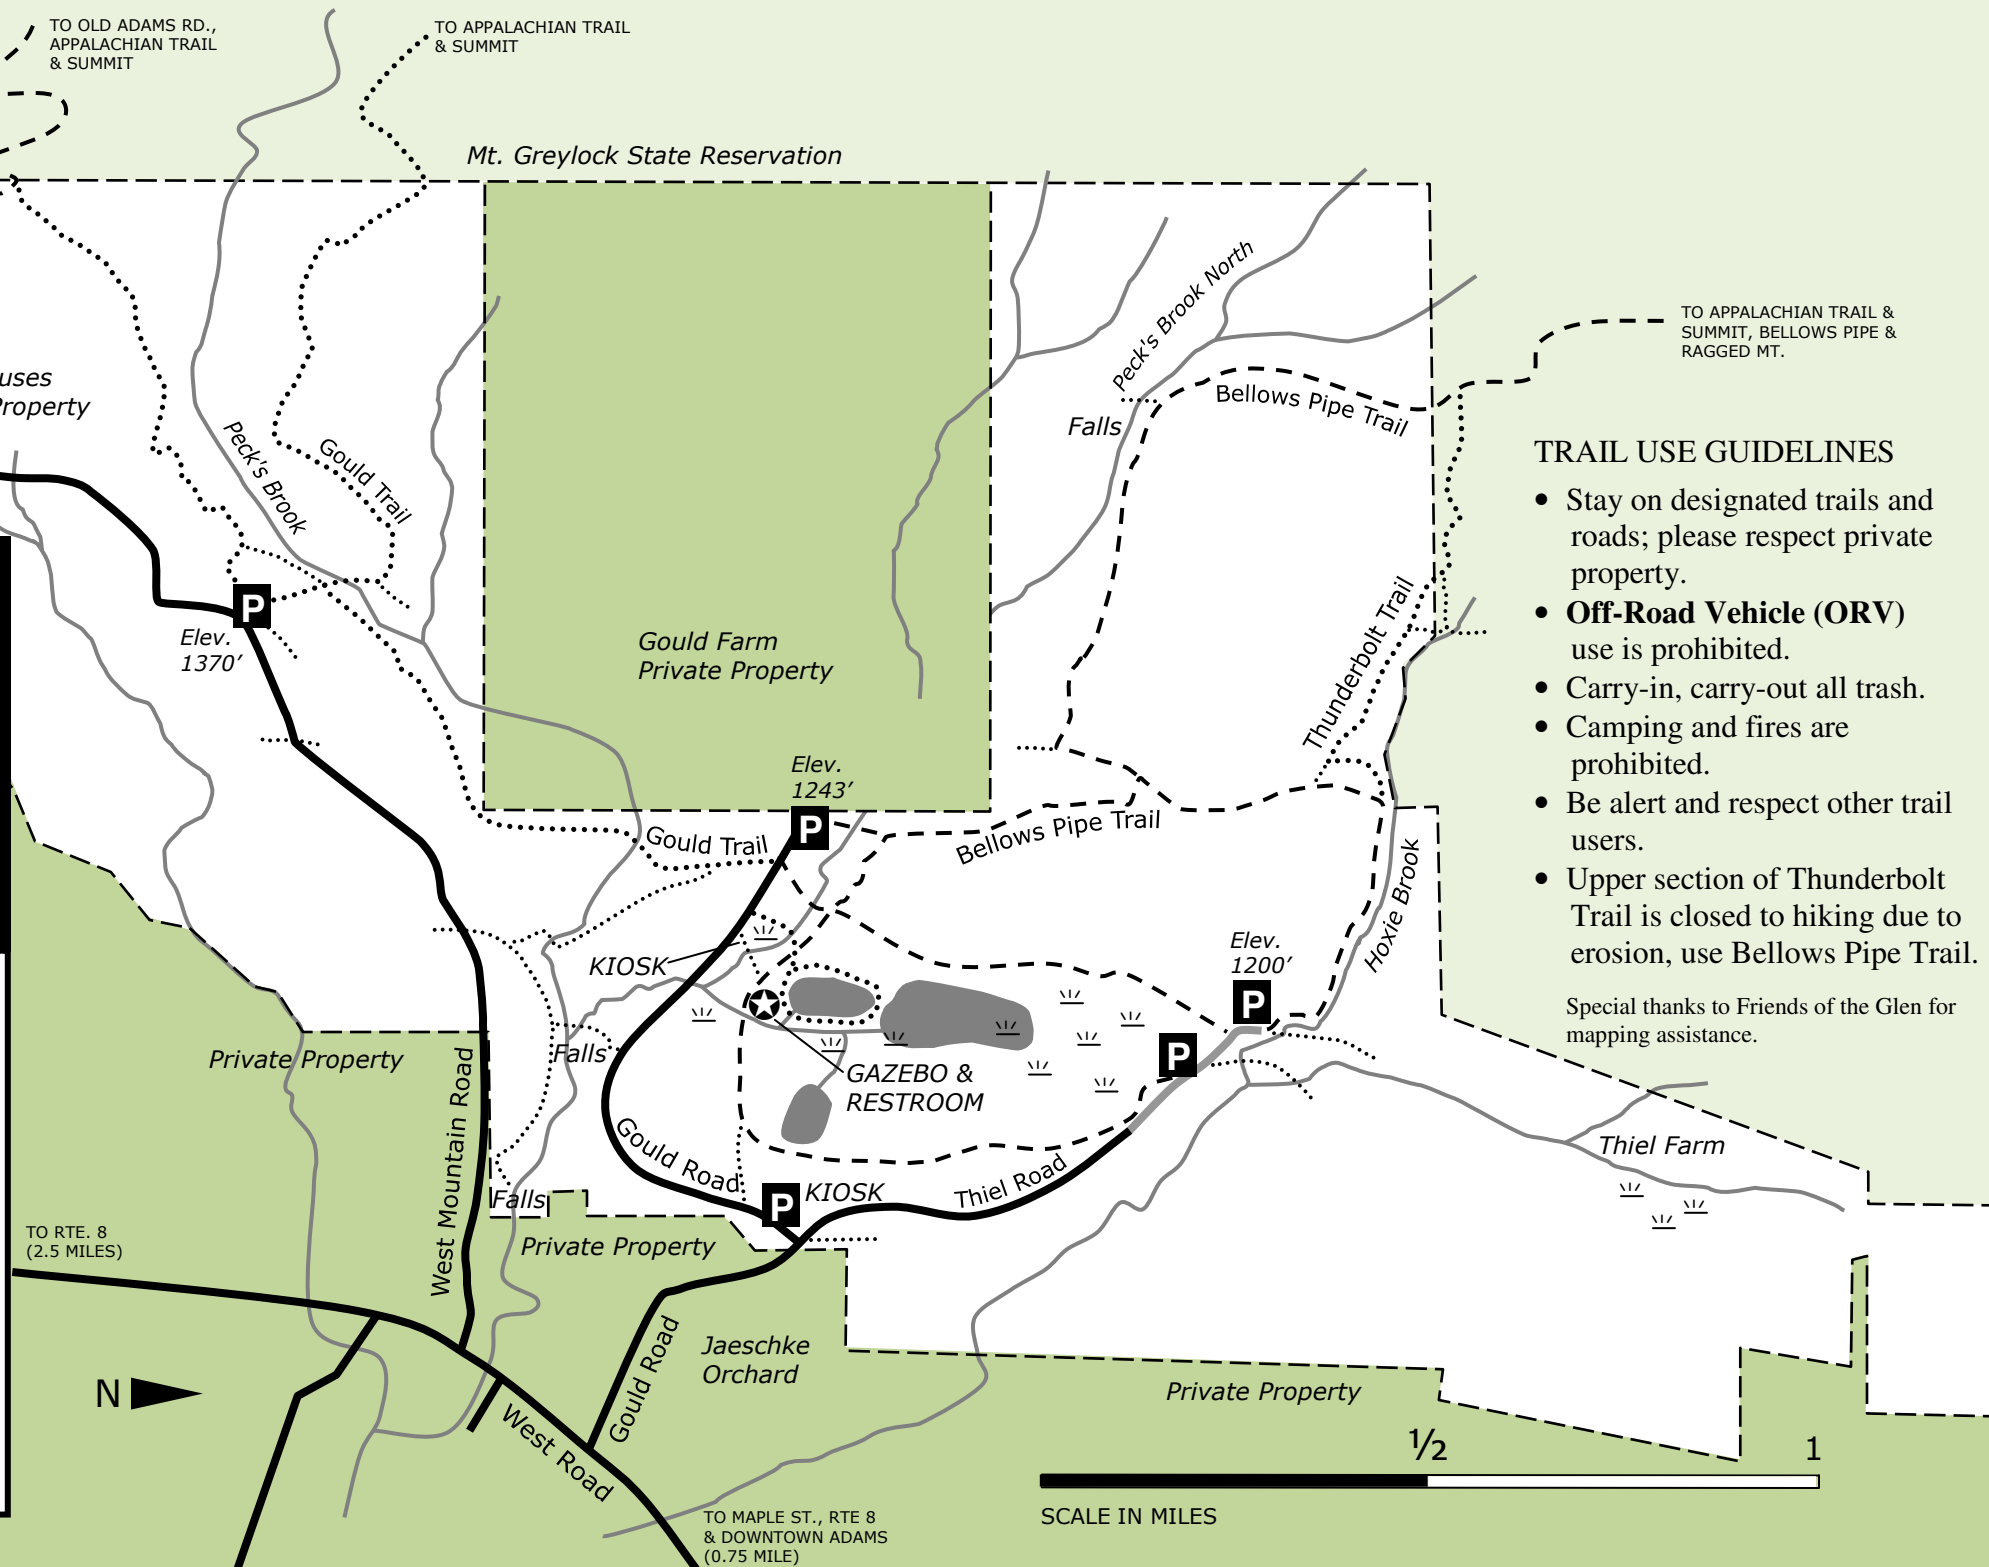 TO OLD ADAMS RD.,
APPALACHIAN TRAIL
& SUMMIT
TO APPALACHIAN TRAIL
& SUMMIT
Mt. Greylock State Reservation
Peck's Brook North
TO APPALACHIAN TRAIL &
SUMMIT, BELLOWS PIPE &
RAGGED MT.
uses
Property
Peck's Brook
Gould Trail
Falls
Bellows Pipe Trail
TRAIL USE GUIDELINES
• Stay on designated trails and
roads; please respect private
property.
• Off-Road Vehicle (ORV)
use is prohibited.
• Carry-in, carry-out all trash.
• Camping and fires are
prohibited.
• Be alert and respect other trail
users.
• Upper section of Thunderbolt
Trail is closed to hiking due to
erosion, use Bellows Pipe Trail.
Special thanks to Friends of the Glen for
mapping assistance.
P
Elev.
1370′
Gould Farm
Private Property
Thunderbolt Trail
Elev.
1243′
P
Gould Trail
Bellows Pipe Trail
Hoxie Brook
KIOSK
Elev.
1200′
P
P
Falls
GAZEBO &
RESTROOM
Private Property
West Mountain Road
Gould Road
Thiel Road
Thiel Farm
Falls
P
KIOSK
Private Property
TO RTE. 8
(2.5 MILES)
N
Gould Road
Jaeschke
Orchard
Private Property
West Road
½
1
SCALE IN MILES
TO MAPLE ST., RTE 8
& DOWNTOWN ADAMS
(0.75 MILE)